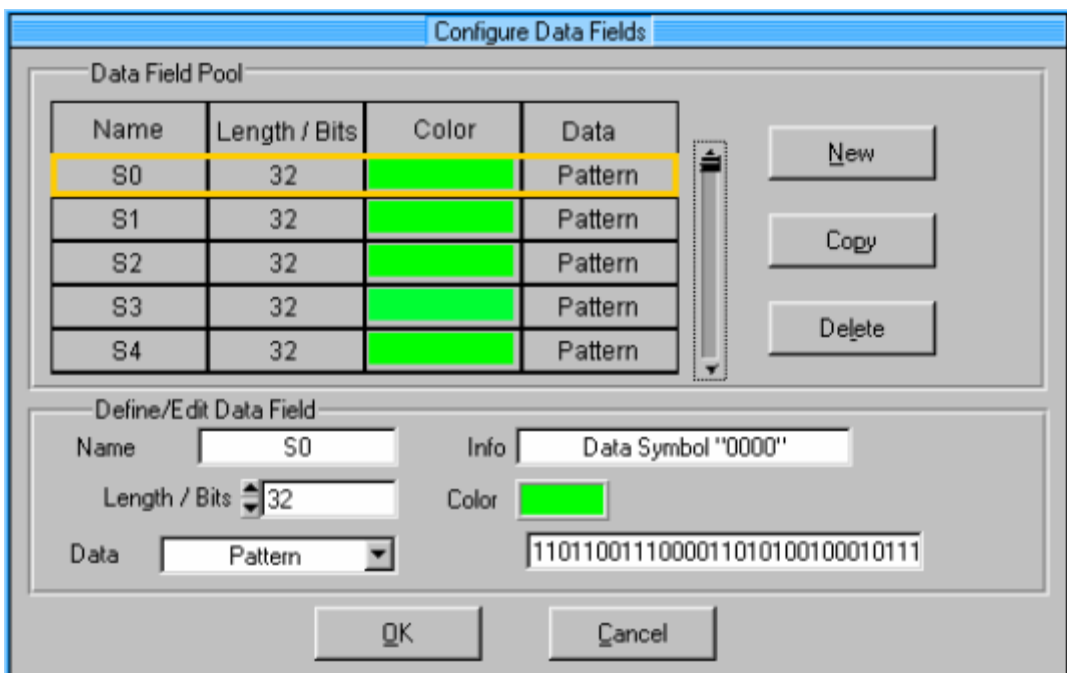 Configure Data Fields
Data Field Pool
Name Length / Bits Color Data
S0 32 Pattern
S1 32 Pattern
S2 32 Pattern
S3 32 Pattern
S4 32 Pattern
New
Copy
Delete
Define/Edit Data Field
Name S0 Info Data Symbol "0000"
Length / Bits 32 Color
Data Pattern 1101100111000011010100100010111
OK Cancel